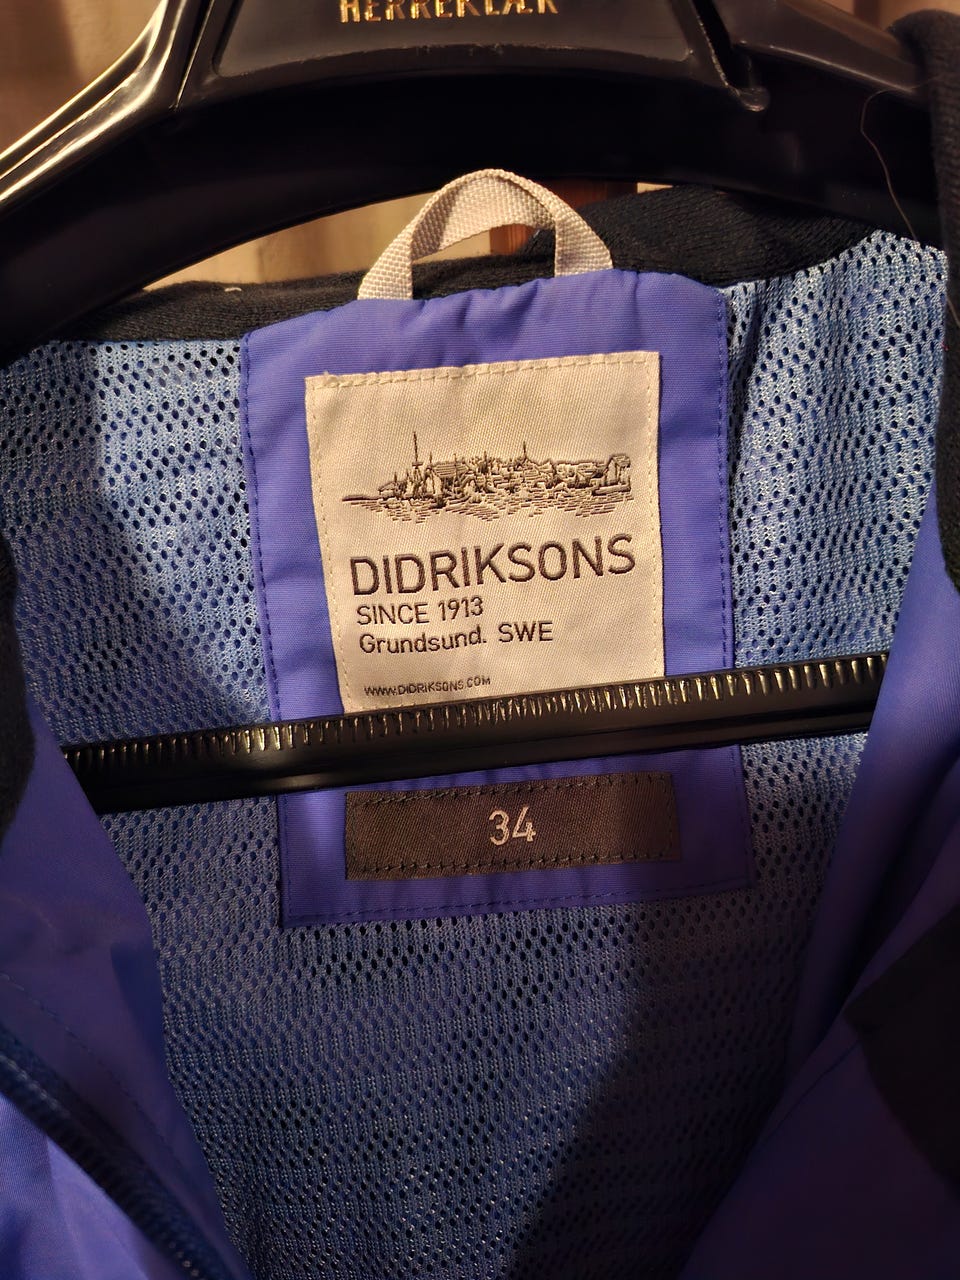 HERREKLÆR
DIDRIKSONS
SINCE 1913
Grundsund. SWE
WWW.DIDRIKSONS.COM
34